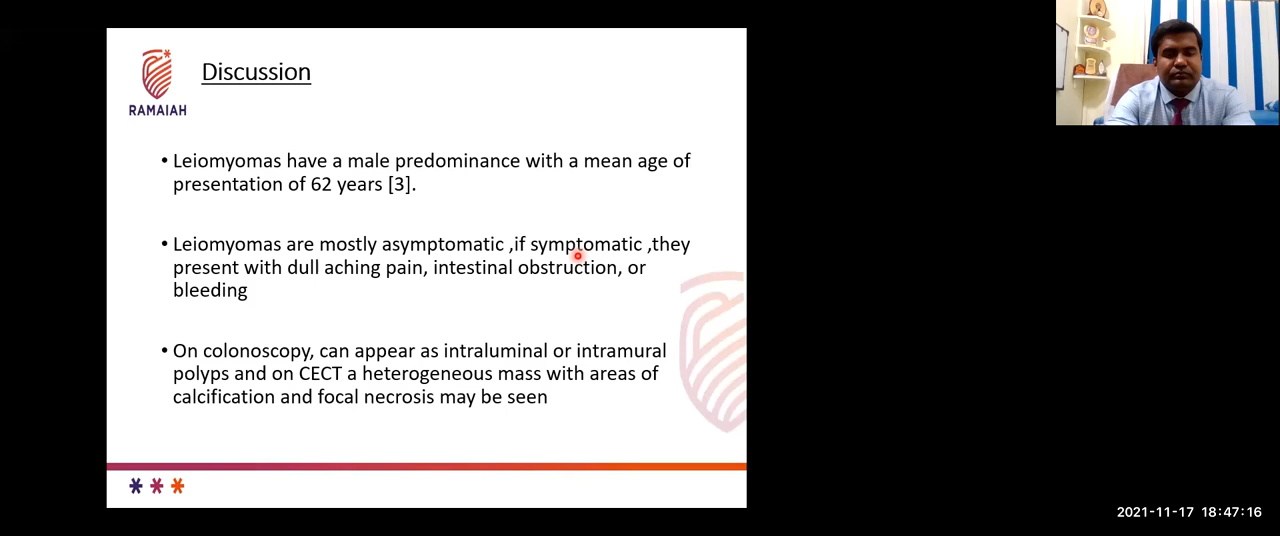 RAMAIAH
Discussion
• Leiomyomas have a male predominance with a mean age of
presentation of 62 years [3].
• Leiomyomas are mostly asymptomatic ,if symptomatic ,they
present with dull aching pain, intestinal obstruction, or
bleeding
• On colonoscopy, can appear as intraluminal or intramural
polyps and on CECT a heterogeneous mass with areas of
calcification and focal necrosis may be seen
2021-11-17 18:47:16